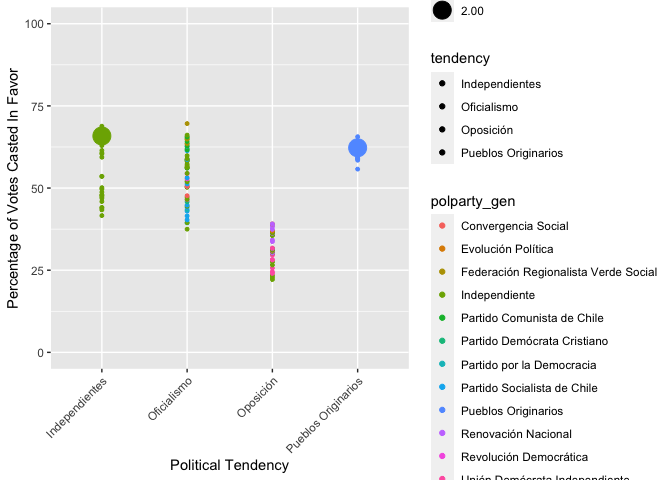 100
75
50
25
0
Percentage of Votes Casted In Favor
Independientes
Oficialismo
Oposición
Pueblos Originarios
Political Tendency
2.00
tendency
Independientes
Oficialismo
Oposición
Pueblos Originarios
polparty_gen
Convergencia Social
Evolución Política
Federación Regionalista Verde Social
Independiente
Partido Comunista de Chile
Partido Demócrata Cristiano
Partido por la Democracia
Partido Socialista de Chile
Pueblos Originarios
Renovación Nacional
Revolución Democrática
Unión Demócrata Independiente